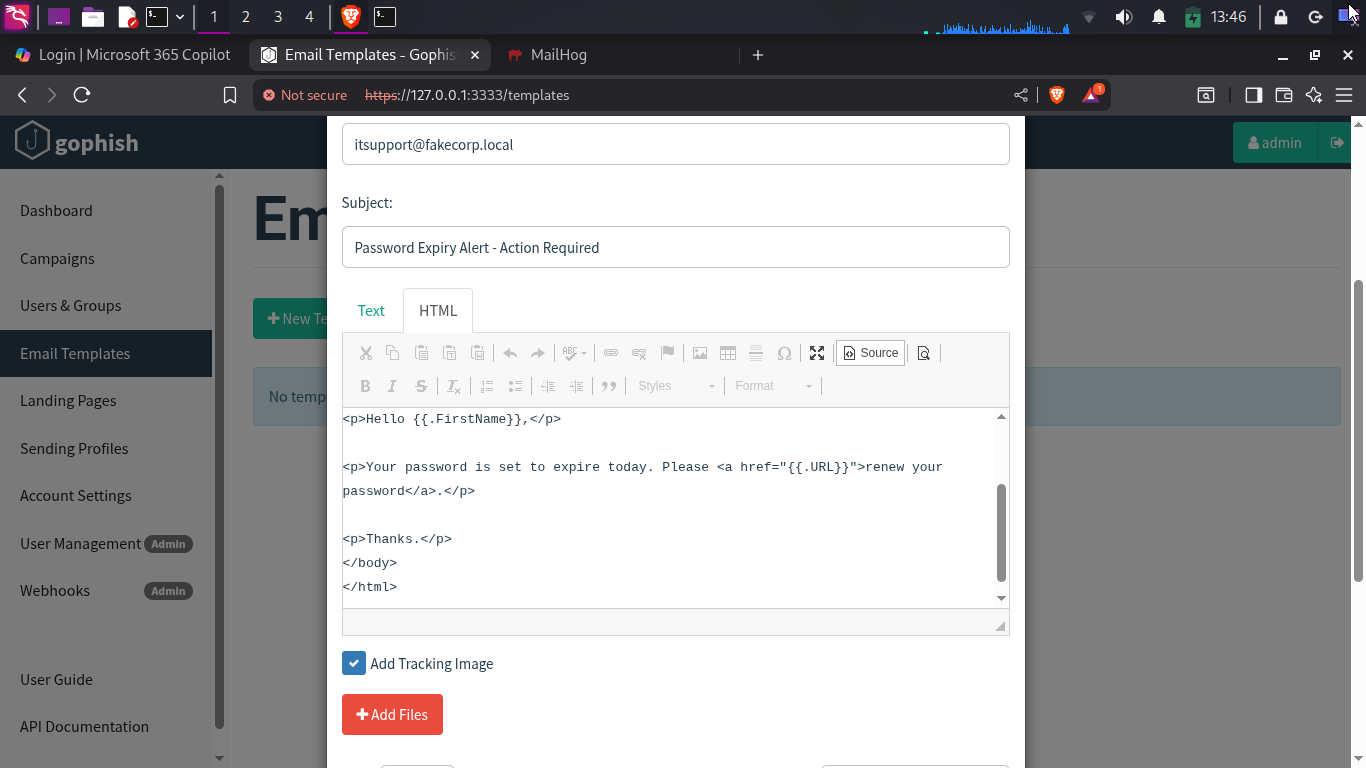 1 2 3 4 13:46
Login | Microsoft 365 Copilot
Email Templates - Gophis
MailHog
Not secure https://127.0.0.1:3333/templates
1
gophish
admin
itsupport@fakecorp.local
Dashboard
Campaigns
Users & Groups
Email Templates
Landing Pages
Sending Profiles
Account Settings
User Management Admin
Webhooks Admin
User Guide
API Documentation
Em
New Te
No temp
Subject:
Password Expiry Alert - Action Required
Text HTML
ABC
Source
B I S Tx Styles Format
<p>Hello {{.FirstName}},</p>
<p>Your password is set to expire today. Please <a href="{{.URL}}">renew your
password</a>.</p>
<p>Thanks.</p>
</body>
</html>
Add Tracking Image
Add Files